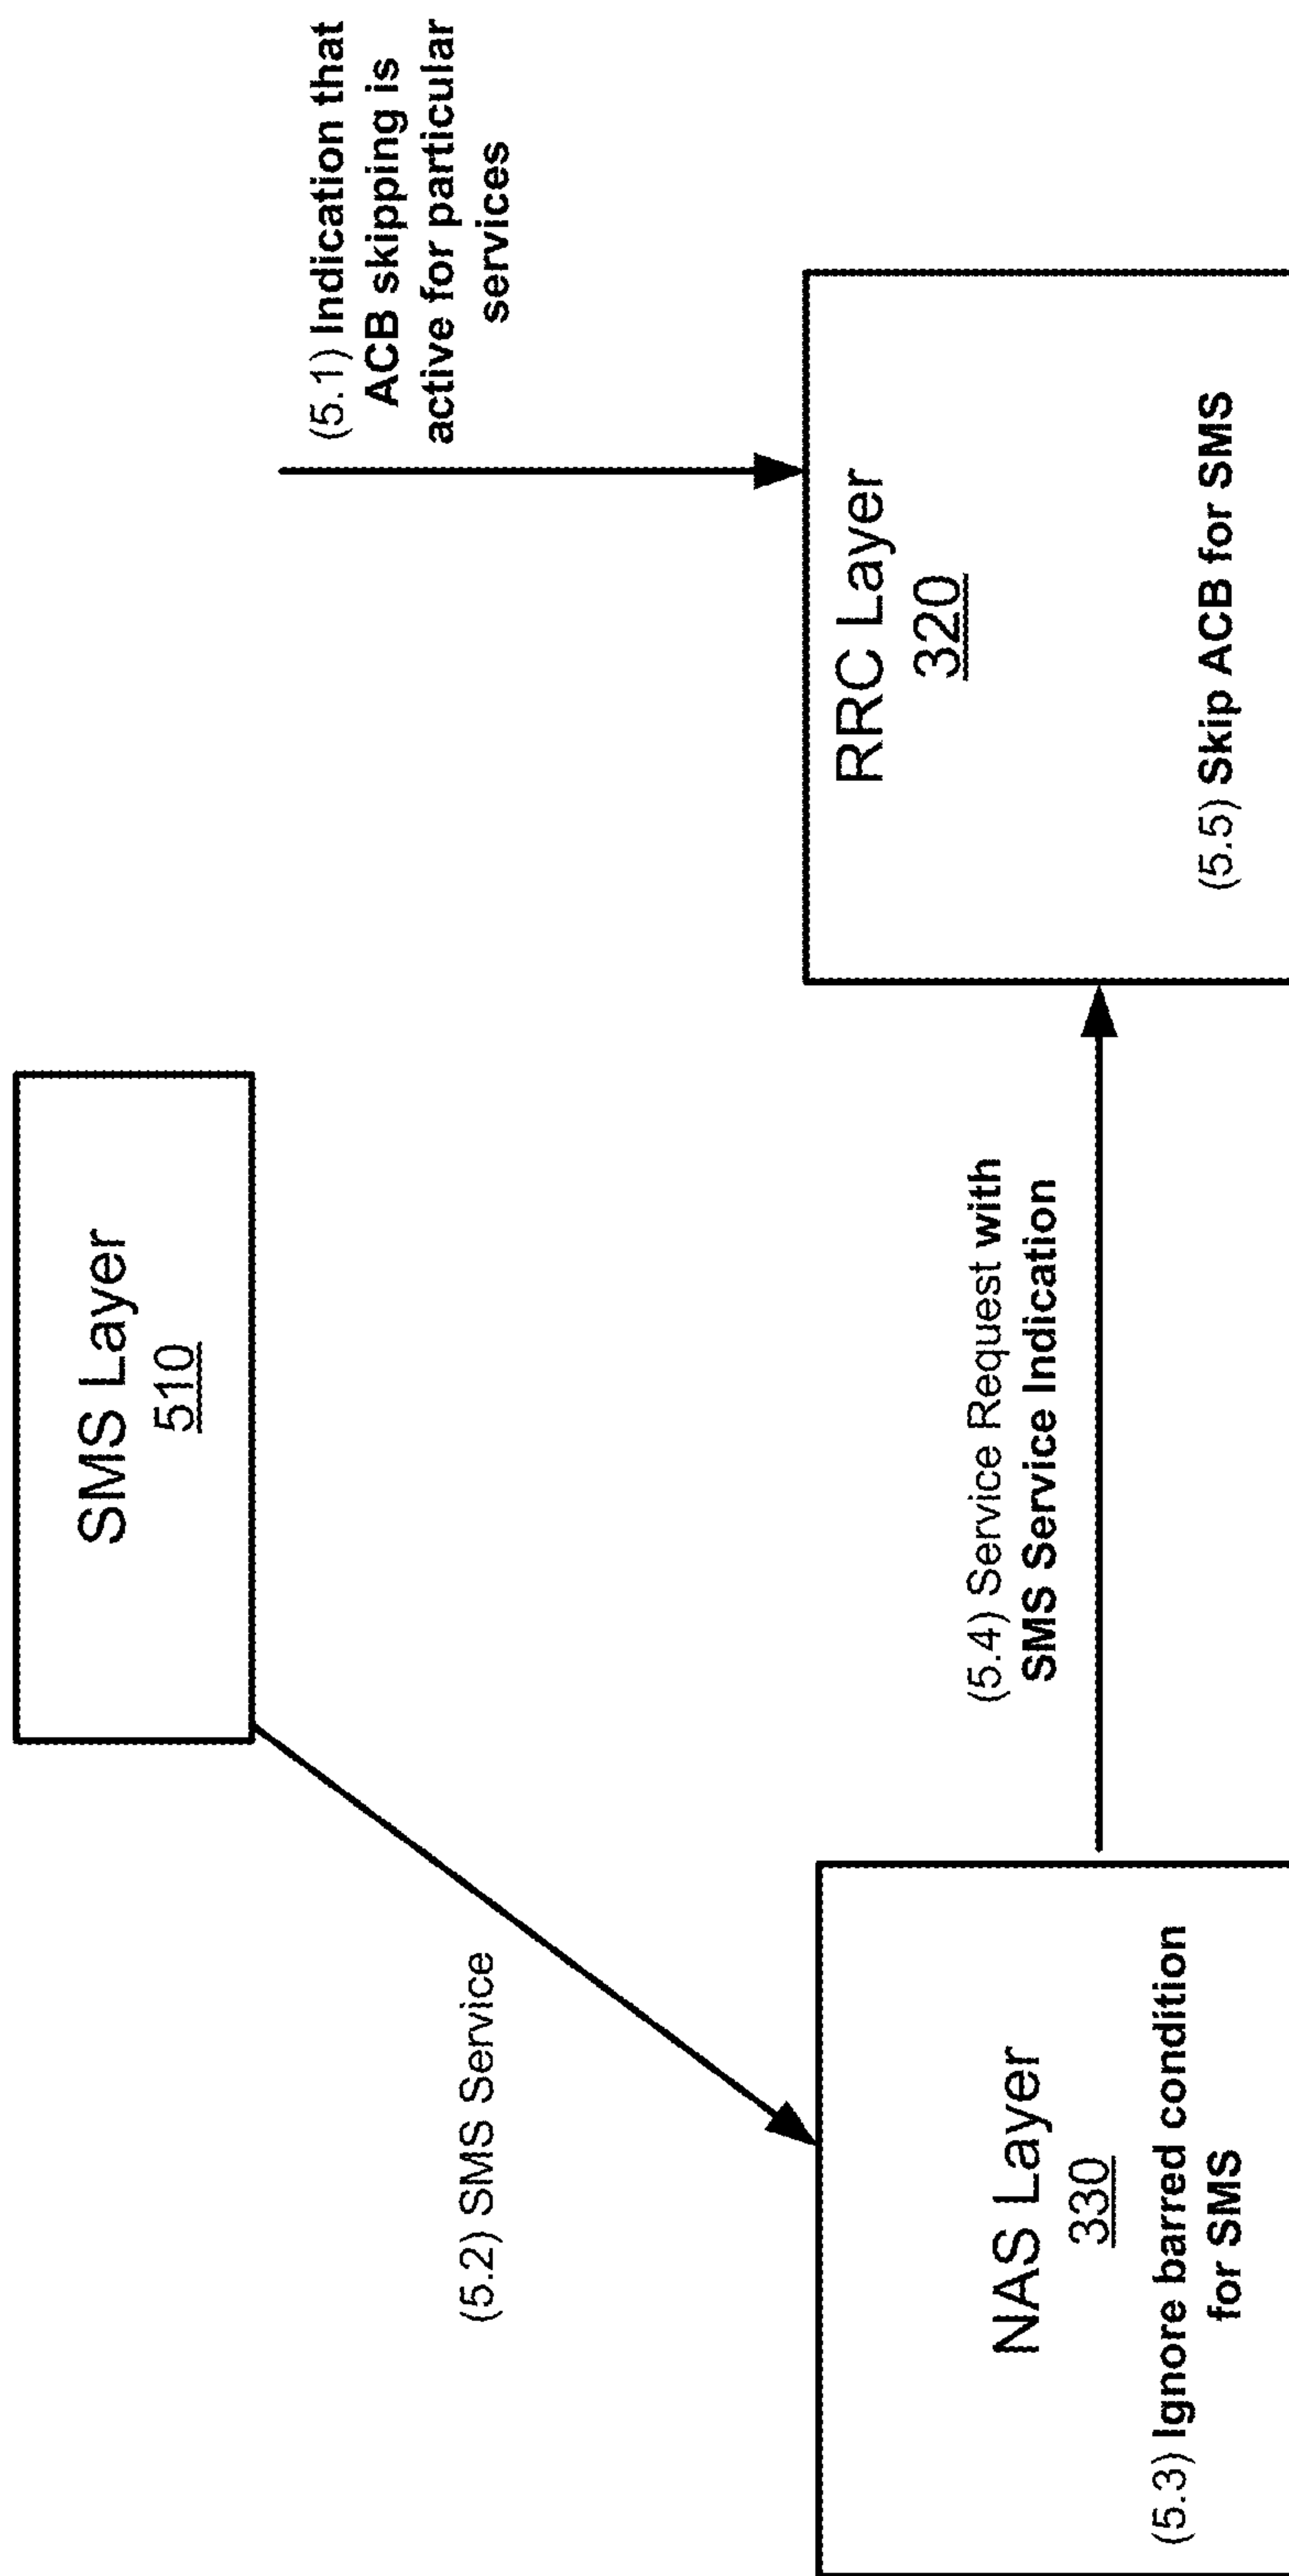 SMS Layer
510
(5.1) Indication that
ACB skipping is
active for particular
services
(5.2) SMS Service
NAS Layer
330
(5.3) Ignore barred condition
for SMS
(5.4) Service Request with
SMS Service Indication
RRC Layer
320
(5.5) Skip ACB for SMS